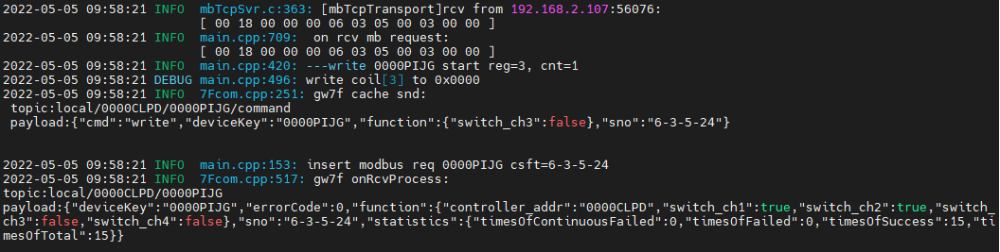 2022-05-05 09:58:21 INFO  mbTcpSvr.c:363: [mbTcpTransport]rcv from 192.168.2.107:56076:
[ 00 18 00 00 00 06 03 05 00 03 00 00 ]
2022-05-05 09:58:21 INFO  main.cpp:709:  on rcv mb request:
[ 00 18 00 00 00 06 03 05 00 03 00 00 ]
2022-05-05 09:58:21 INFO  main.cpp:420: ---write 0000PIJG start reg=3, cnt=1
2022-05-05 09:58:21 DEBUG main.cpp:496: write coil[3] to 0x0000
2022-05-05 09:58:21 INFO  7Fcom.cpp:251: gw7f cache snd:
topic:local/0000CLPD/0000PIJG/command
payload:{"cmd":"write","deviceKey":"0000PIJG","function":{"switch_ch3":false},"sno":"6-3-5-24"}
2022-05-05 09:58:21 INFO  main.cpp:153: insert modbus req 0000PIJG csft=6-3-5-24
2022-05-05 09:58:21 INFO  7Fcom.cpp:517: gw7f onRcvProcess:
topic:local/0000CLPD/0000PIJG
payload:{"deviceKey":"0000PIJG","errorCode":0,"function":{"controller_addr":"0000CLPD","switch_ch1":true,"switch_ch2":true,"switch_
ch3":false,"switch_ch4":false},"sno":"6-3-5-24","statistics":{"timesOfContinuousFailed":0,"timesOfFailed":0,"timesOfSuccess":15,"ti
mesOfTotal":15}}